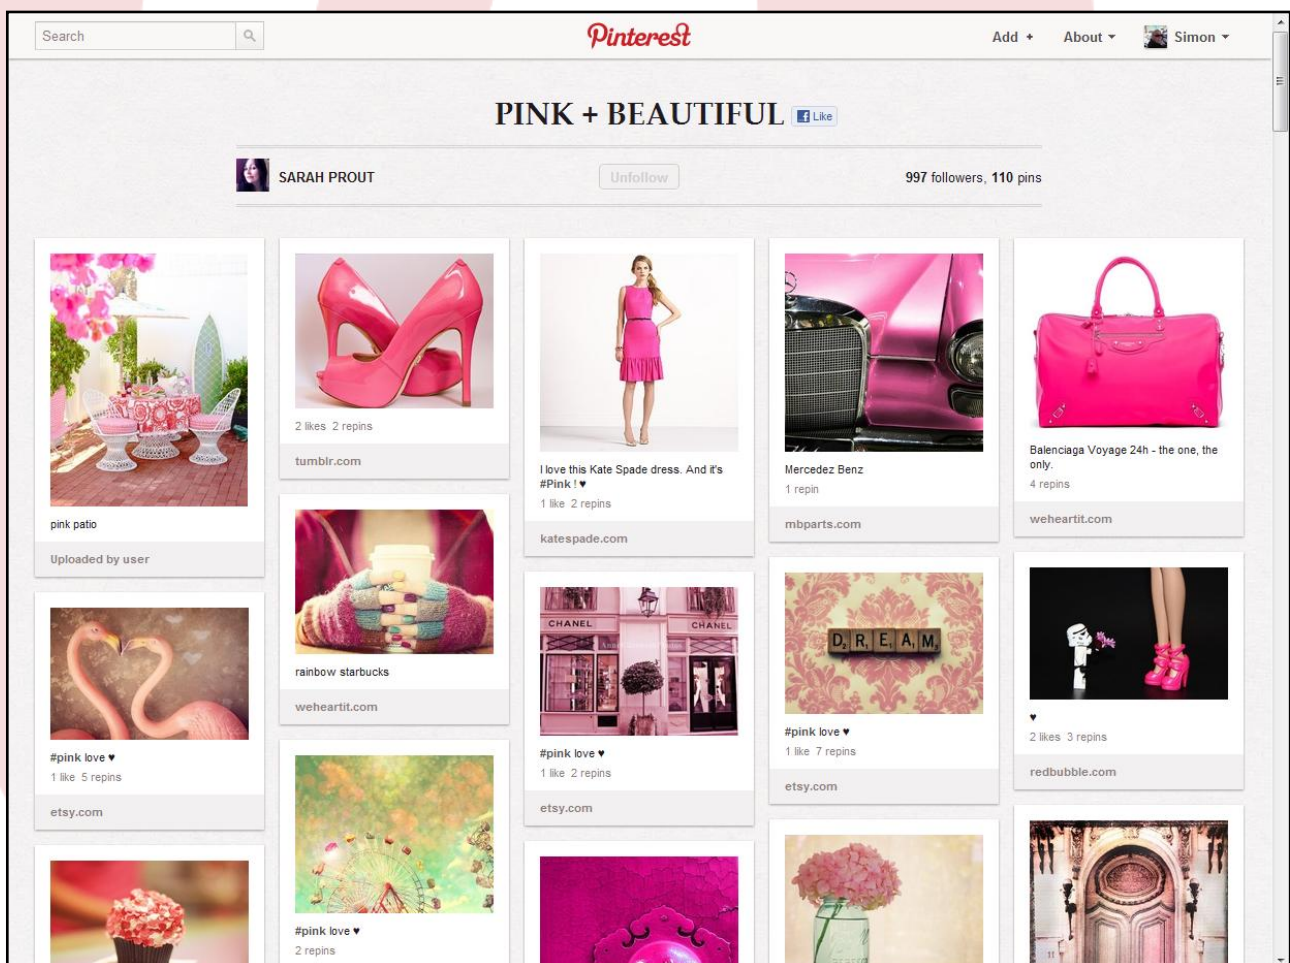 Search
Pinterest
Add +
About
Simon
PINK + BEAUTIFUL
Like
SARAH PROUT
Unfollow
997 followers, 110 pins
pink patio
Uploaded by user
#pink love ♥
1 like 5 repins
etsy.com
2 likes 2 repins
tumblr.com
rainbow starbucks
weheartit.com
#pink love ♥
2 repins
I love this Kate Spade dress. And it's
#Pink ! ♥
1 like 2 repins
katespade.com
CHANEL
CHANEL
#pink love ♥
1 like 2 repins
etsy.com
Mercedez Benz
1 repin
mbparts.com
DREAM
#pink love ♥
1 like 7 repins
etsy.com
Balenciaga Voyage 24h - the one, the
only.
4 repins
weheartit.com
♥
2 likes 3 repins
redbubble.com